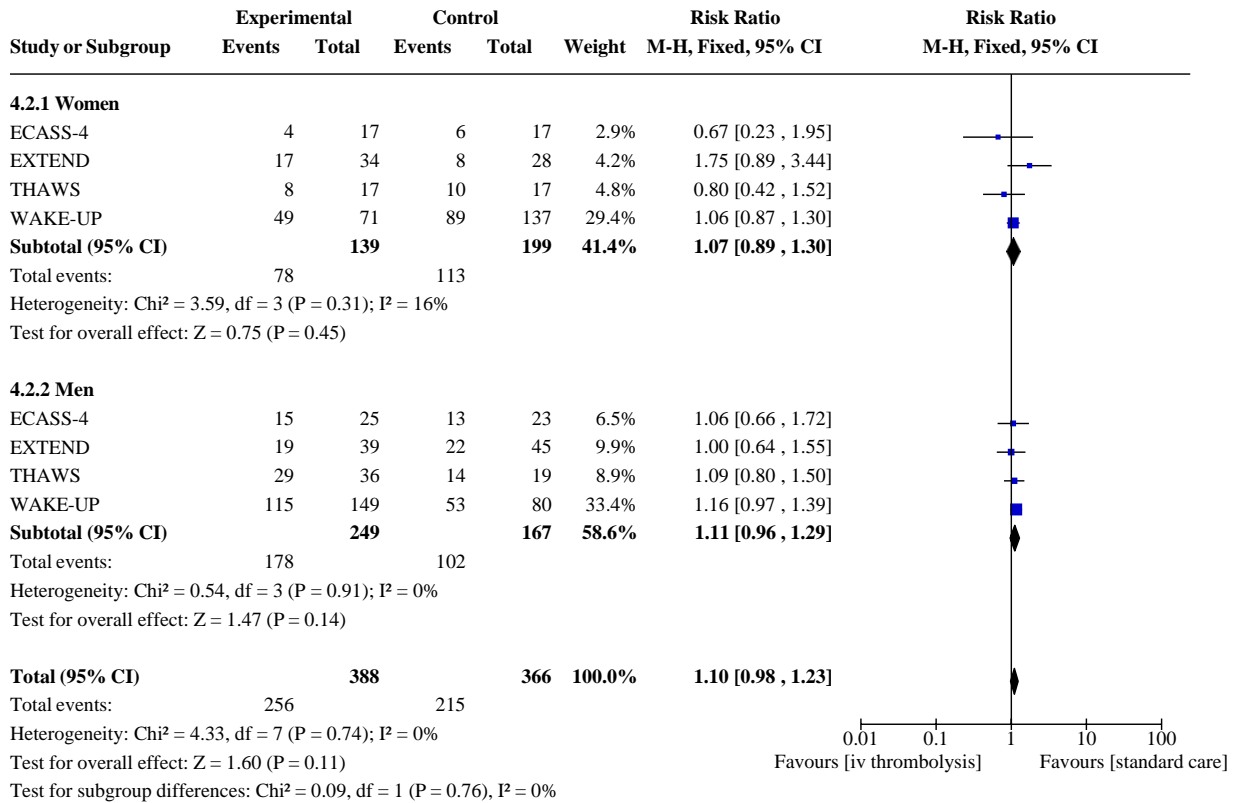 Experimental Control Risk Ratio Risk Ratio
Study or Subgroup Events Total Events Total Weight M-H, Fixed, 95% CI M-H, Fixed, 95% CI
4.2.1 Women
ECASS-4 4 17 6 17 2.9% 0.67 [0.23 , 1.95]
EXTEND 17 34 8 28 4.2% 1.75 [0.89 , 3.44]
THAWS 8 17 10 17 4.8% 0.80 [0.42 , 1.52]
WAKE-UP 49 71 89 137 29.4% 1.06 [0.87 , 1.30]
Subtotal (95% CI) 139 199 41.4% 1.07 [0.89 , 1.30]
Total events: 78 113
Heterogeneity: Chi² = 3.59, df = 3 (P = 0.31); I² = 16%
Test for overall effect: Z = 0.75 (P = 0.45)
4.2.2 Men
ECASS-4 15 25 13 23 6.5% 1.06 [0.66 , 1.72]
EXTEND 19 39 22 45 9.9% 1.00 [0.64 , 1.55]
THAWS 29 36 14 19 8.9% 1.09 [0.80 , 1.50]
WAKE-UP 115 149 53 80 33.4% 1.16 [0.97 , 1.39]
Subtotal (95% CI) 249 167 58.6% 1.11 [0.96 , 1.29]
Total events: 178 102
Heterogeneity: Chi² = 0.54, df = 3 (P = 0.91); I² = 0%
Test for overall effect: Z = 1.47 (P = 0.14)
Total (95% CI) 388 366 100.0% 1.10 [0.98 , 1.23]
Total events: 256 215
Heterogeneity: Chi² = 4.33, df = 7 (P = 0.74); I² = 0%
0.01 0.1 1 10 100
Test for overall effect: Z = 1.60 (P = 0.11) Favours [iv thrombolysis] Favours [standard care]
Test for subgroup differences: Chi² = 0.09, df = 1 (P = 0.76), I² = 0%